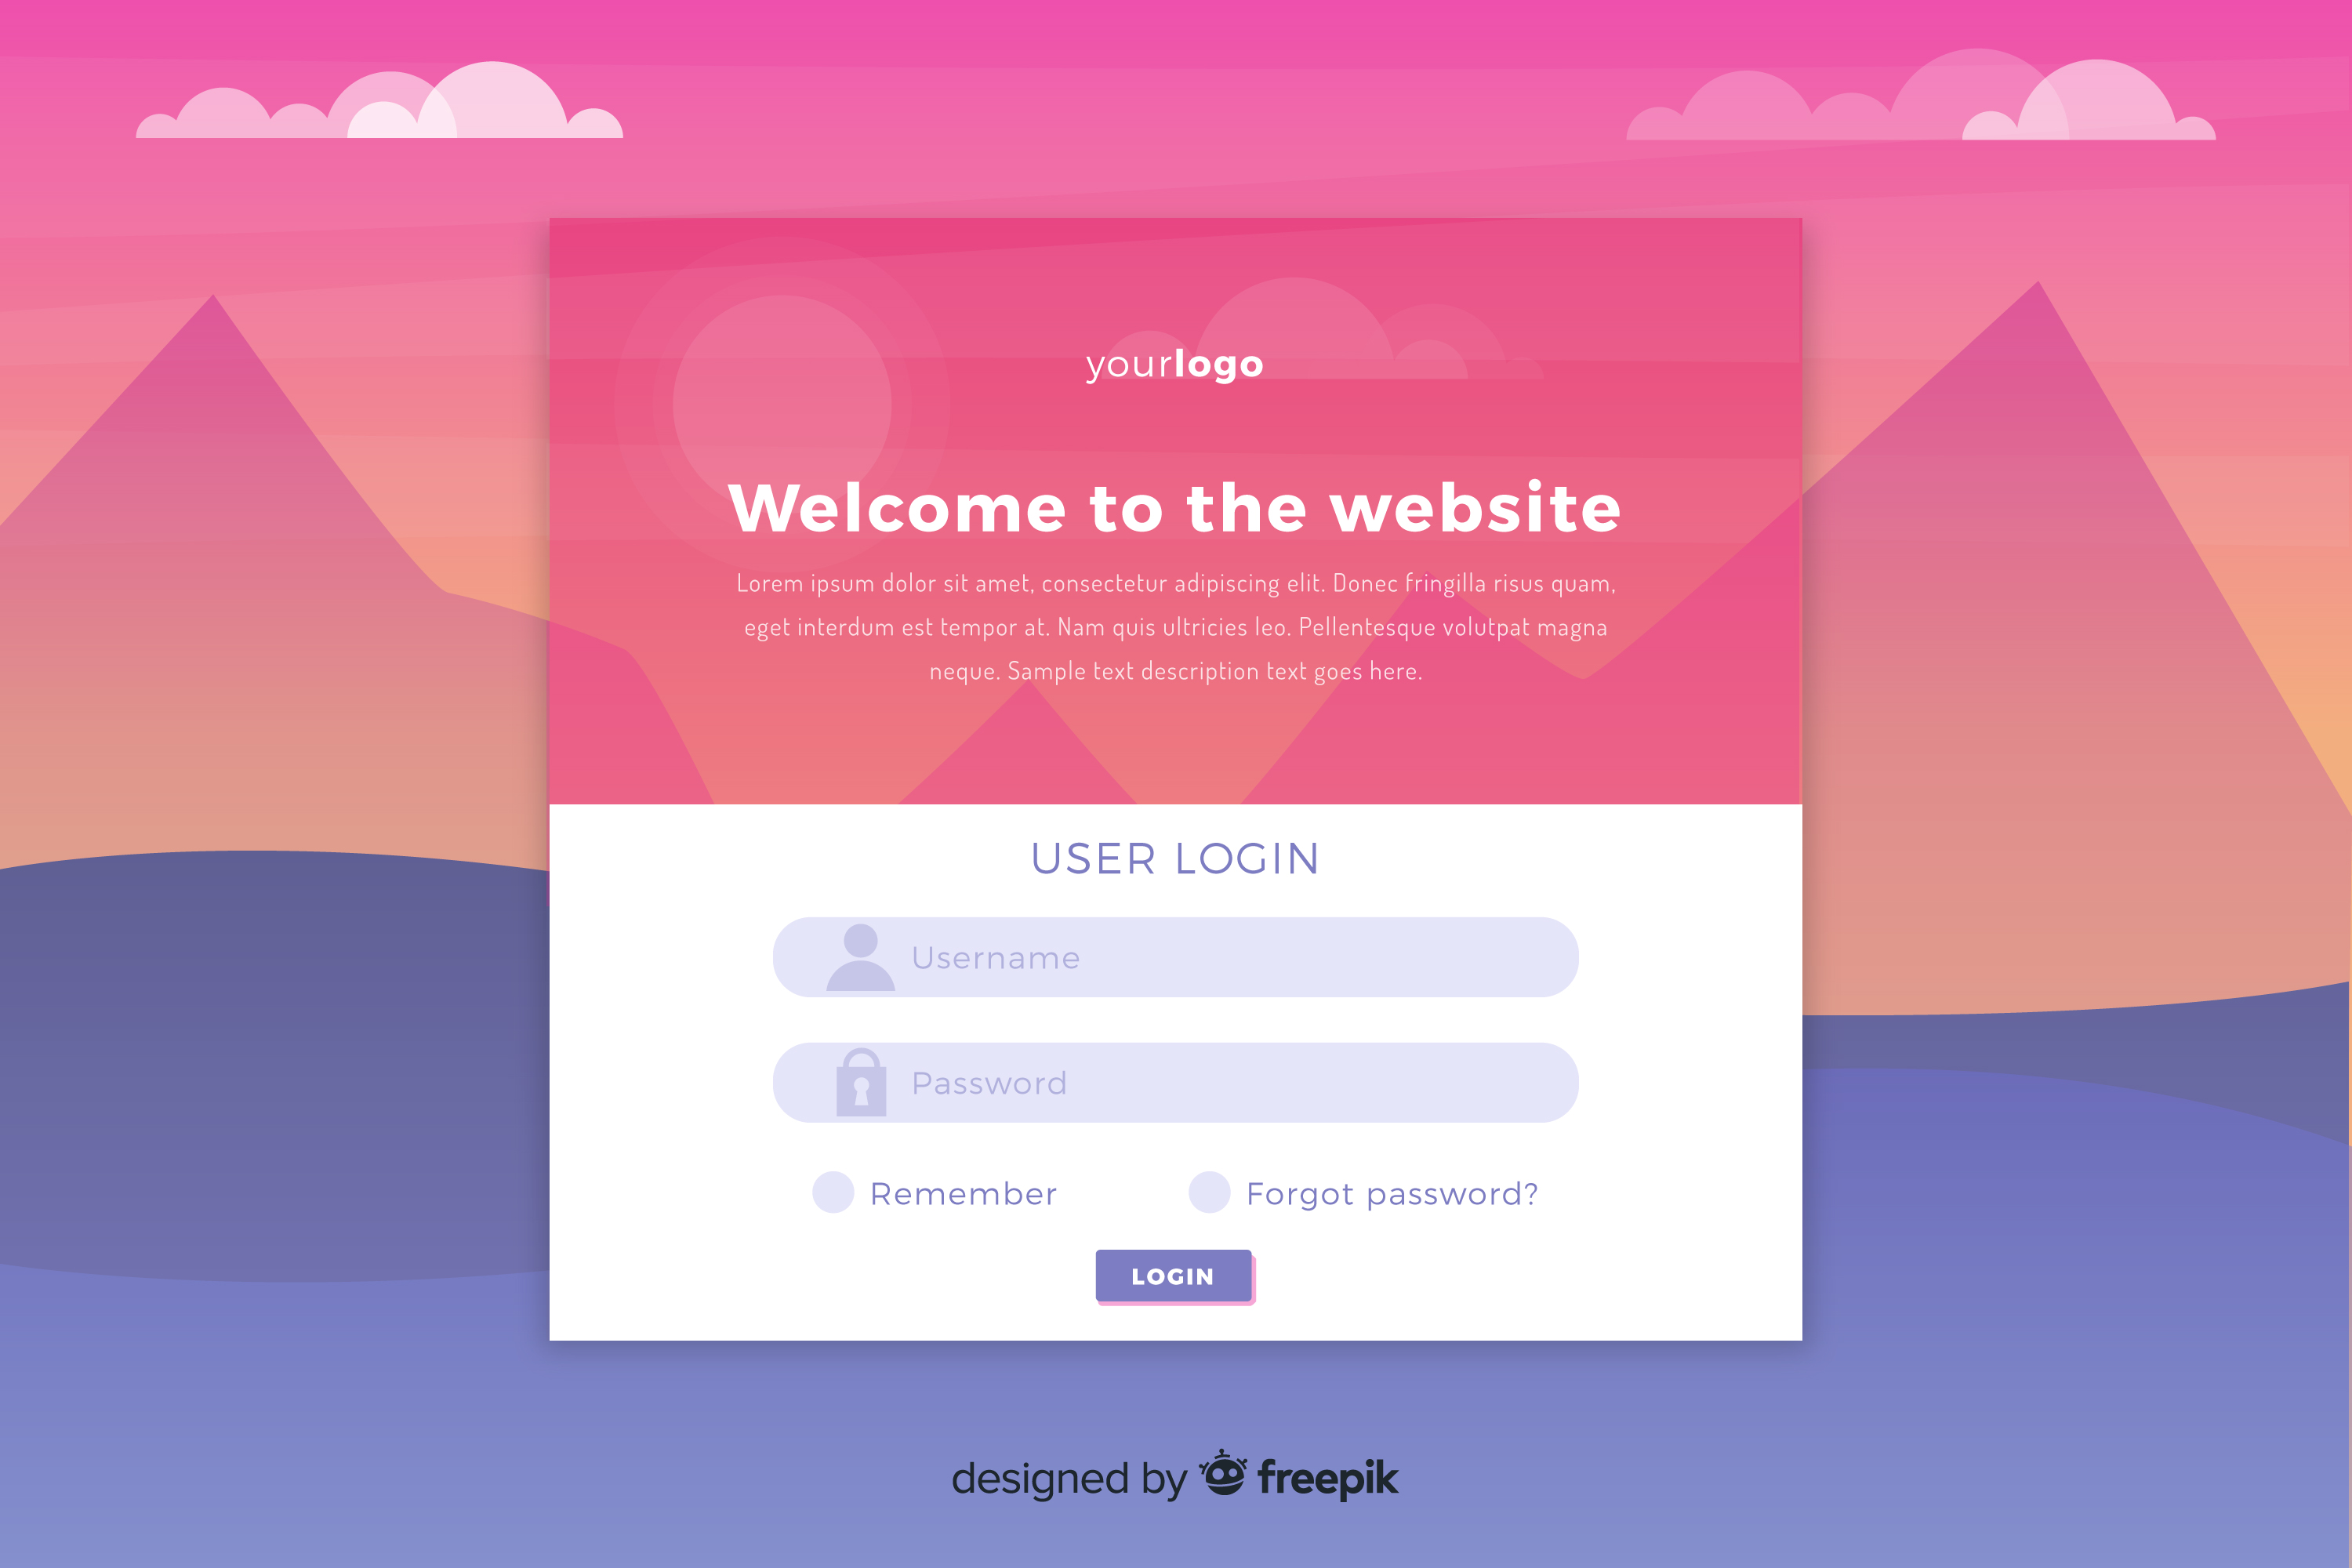 yourlogo
Welcome to the website
Lorem ipsum dolor sit amet, consectetur adipiscing elit. Donec fringilla risus quam,
eget interdum est tempor at. Nam quis ultricies leo. Pellentesque volutpat magna
neque. Sample text description text goes here.
USER LOGIN
Username
Password
Remember
Forgot password?
LOGIN
designed by freepik